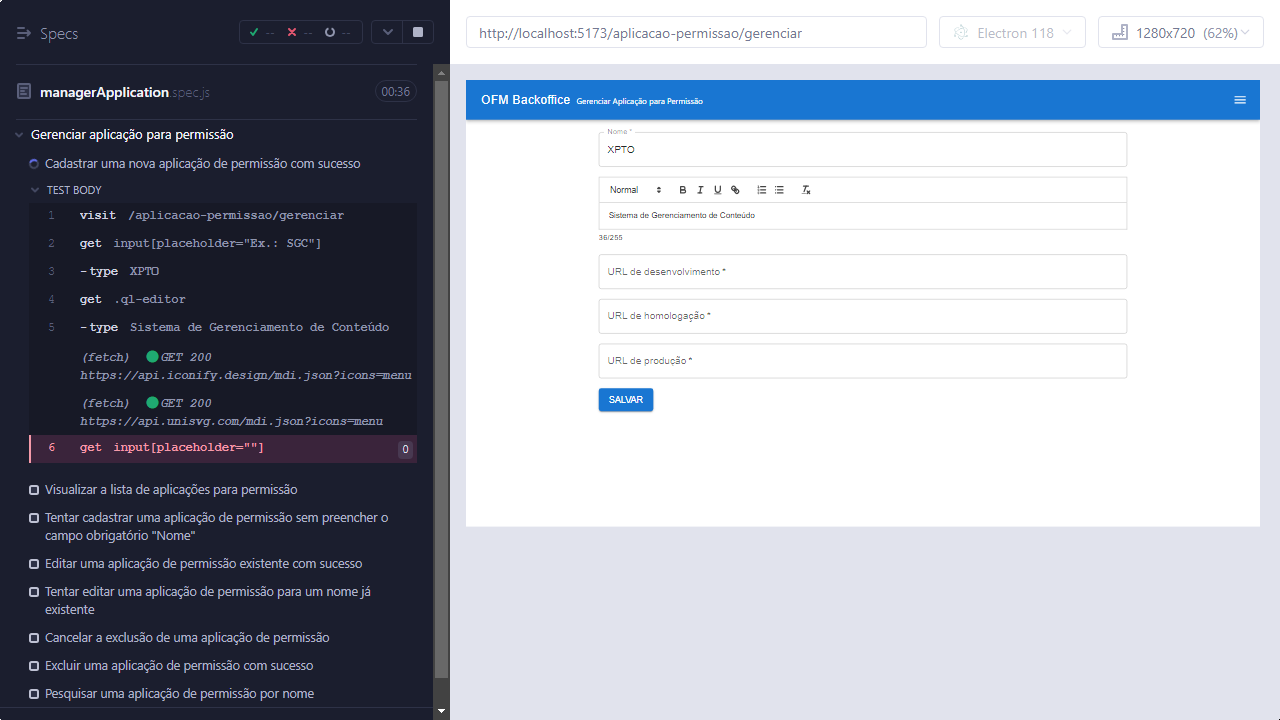 Specs
-- -- --
managerApplication.spec.js 00:36
Gerenciar aplicação para permissão
Cadastrar uma nova aplicação de permissão com sucesso
TEST BODY
1 visit /aplicacao-permissao/gerenciar
2 get input[placeholder="Ex.: SGC"]
3 -type XPTO
4 get .ql-editor
5 -type Sistema de Gerenciamento de Conteúdo
(fetch) GET 200
https://api.iconify.design/mdi.json?icons=menu
(fetch) GET 200
https://api.unisvg.com/mdi.json?icons=menu
6 get input[placeholder=""] 0
Visualizar a lista de aplicações para permissão
Tentar cadastrar uma aplicação de permissão sem preencher o
campo obrigatório "Nome"
Editar uma aplicação de permissão existente com sucesso
Tentar editar uma aplicação de permissão para um nome já
existente
Cancelar a exclusão de uma aplicação de permissão
Excluir uma aplicação de permissão com sucesso
Pesquisar uma aplicação de permissão por nome
http://localhost:5173/aplicacao-permissao/gerenciar
Electron 118
1280x720 (62%)
OFM Backoffice Gerenciar Aplicação para Permissão
Nome *
XPTO
Normal B I U
Sistema de Gerenciamento de Conteúdo
36/255
URL de desenvolvimento *
URL de homologação *
URL de produção *
SALVAR